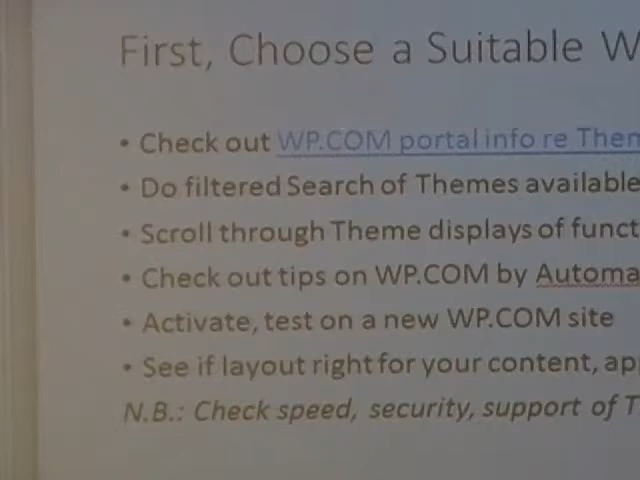 First, Choose a Suitable W
• Check out WP.COM portal info re Them
• Do filtered Search of Themes available
• Scroll through Theme displays of funct
• Check out tips on WP.COM by Automa
• Activate, test on a new WP.COM site
• See if layout right for your content, ap
N.B.: Check speed, security, support of T